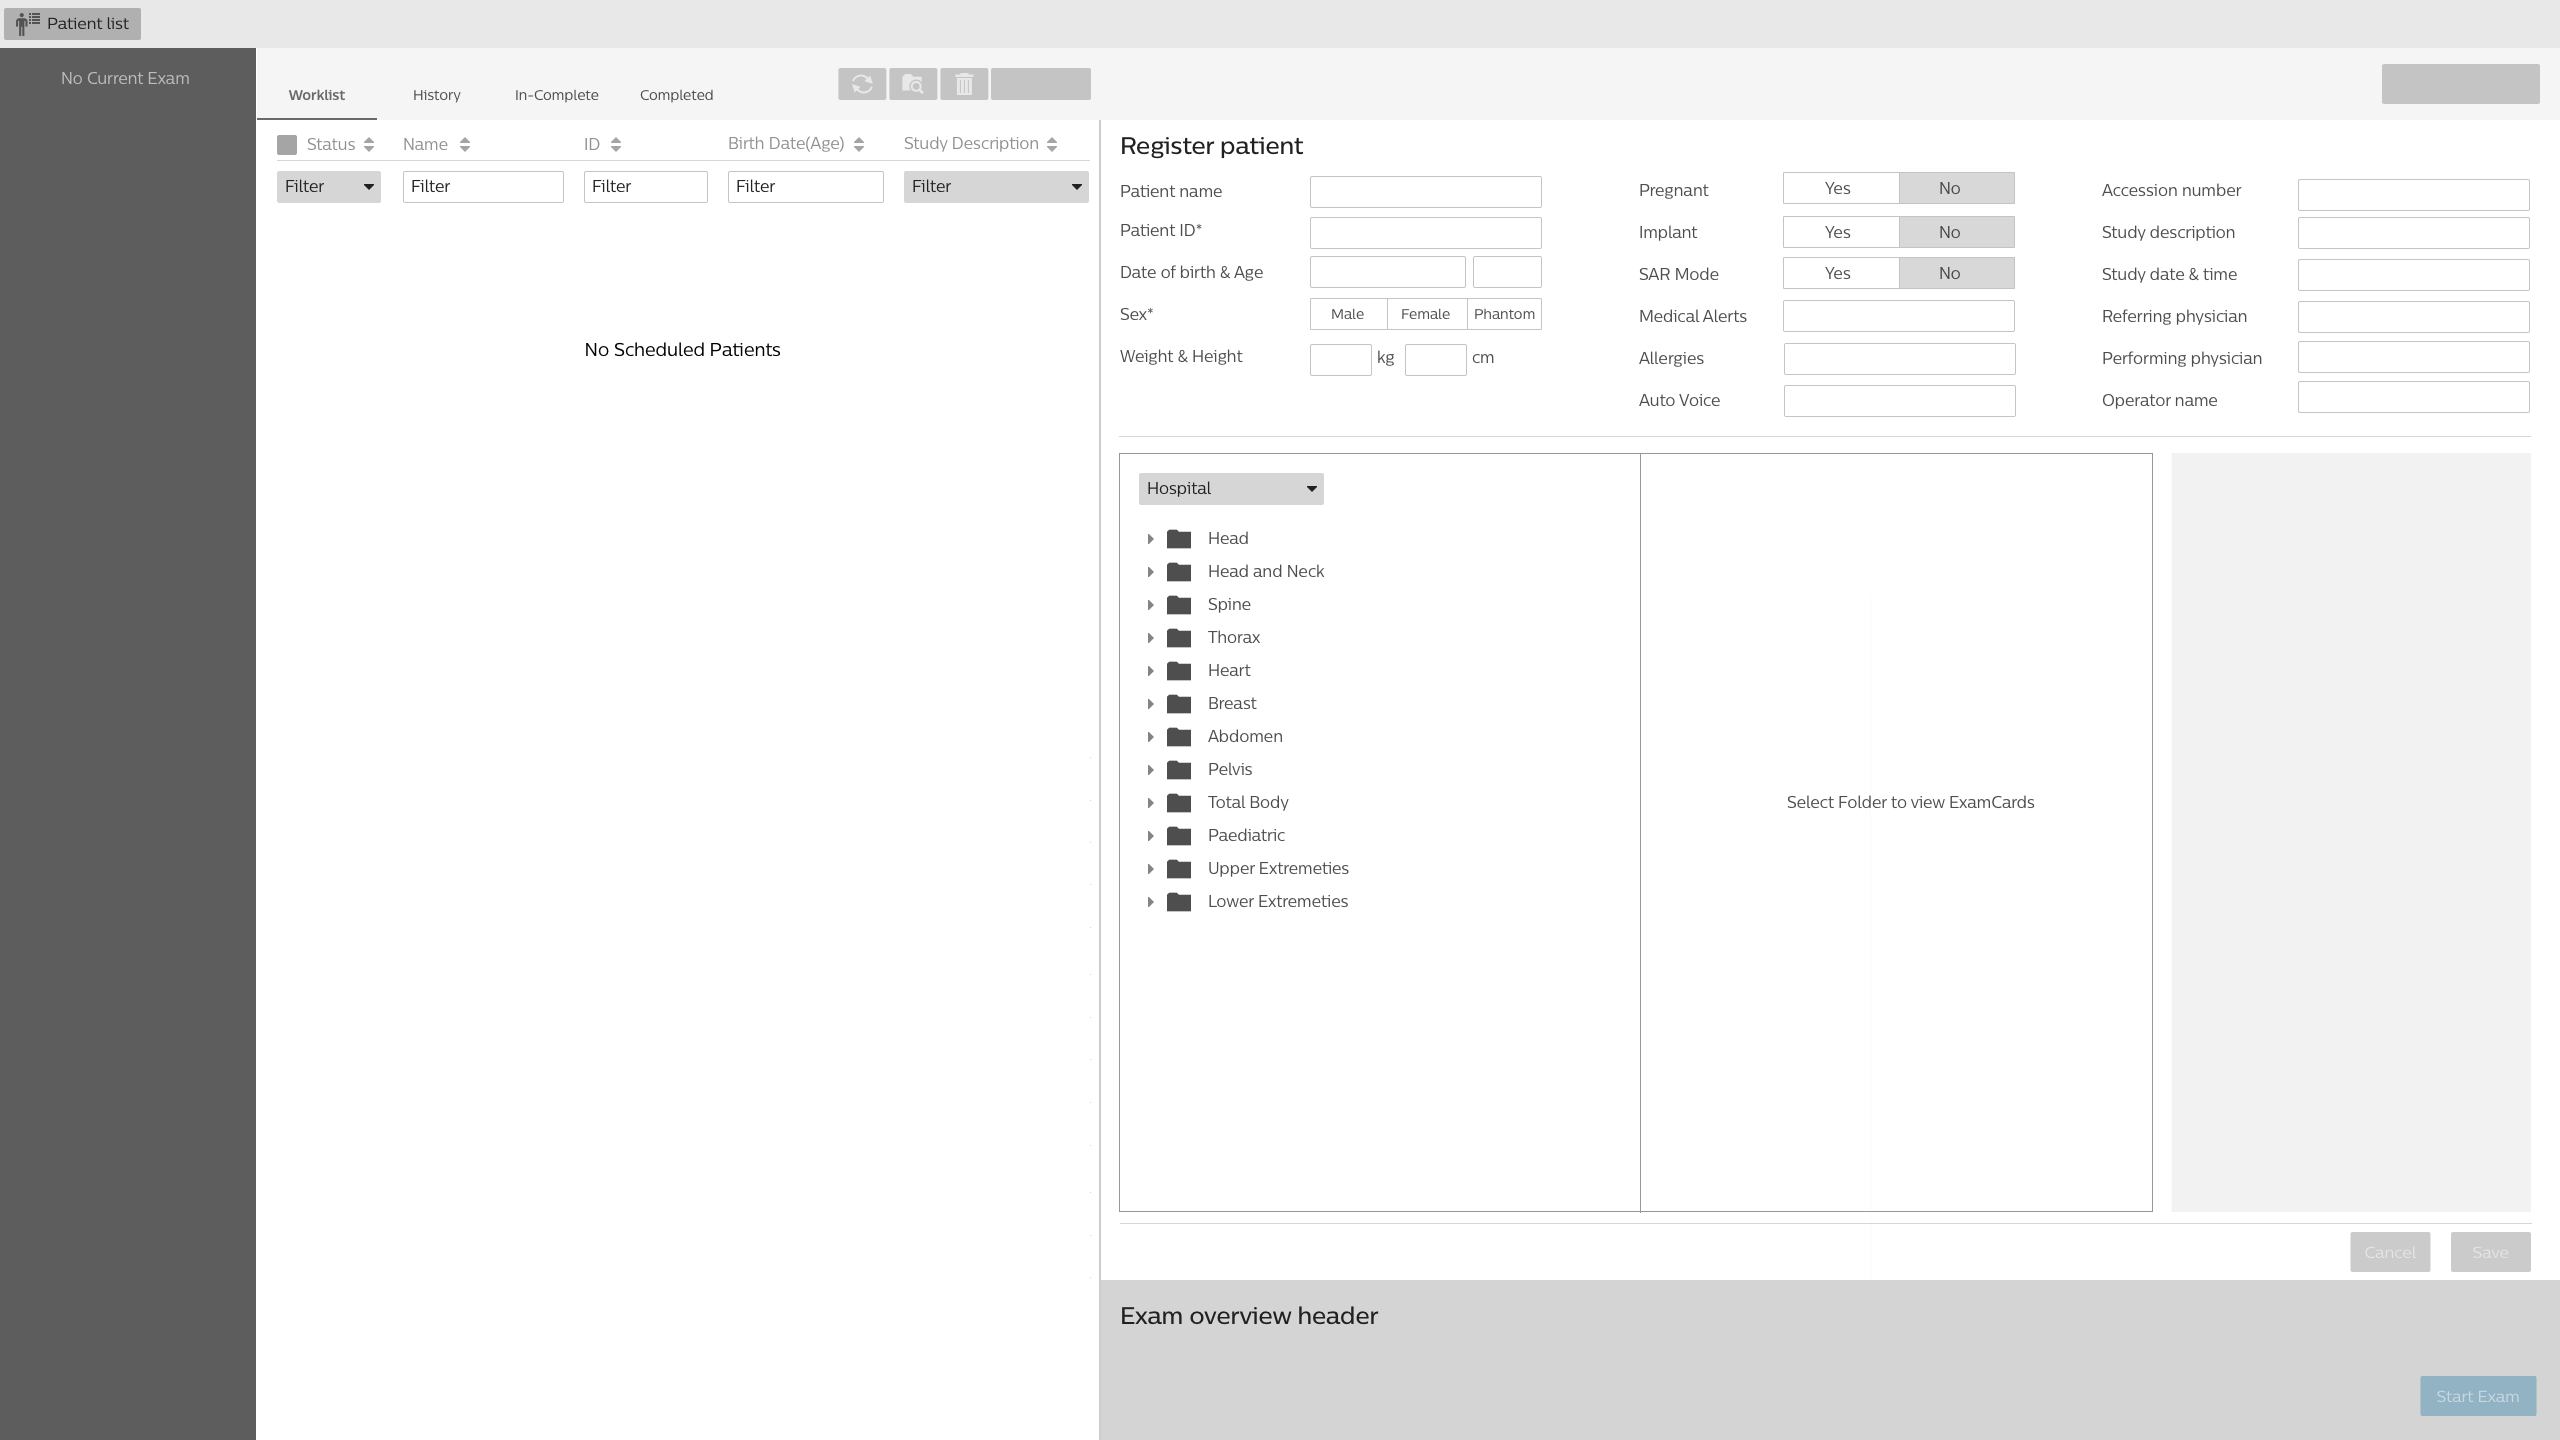 Patient list
No Current Exam
Worklist
History
In-Complete
Completed
Status
Name
ID
Birth Date(Age)
Study Description
Filter
Filter
Filter
Filter
Filter
No Scheduled Patients
Register patient
Patient name
Patient ID*
Date of birth & Age
Sex*
Male
Female
Phantom
Weight & Height
kg
cm
Pregnant
Yes
No
Implant
Yes
No
SAR Mode
Yes
No
Medical Alerts
Allergies
Auto Voice
Accession number
Study description
Study date & time
Referring physician
Performing physician
Operator name
Hospital
Head
Head and Neck
Spine
Thorax
Heart
Breast
Abdomen
Pelvis
Total Body
Paediatric
Upper Extremeties
Lower Extremeties
Select Folder to view ExamCards
Cancel
Save
Exam overview header
Start Exam